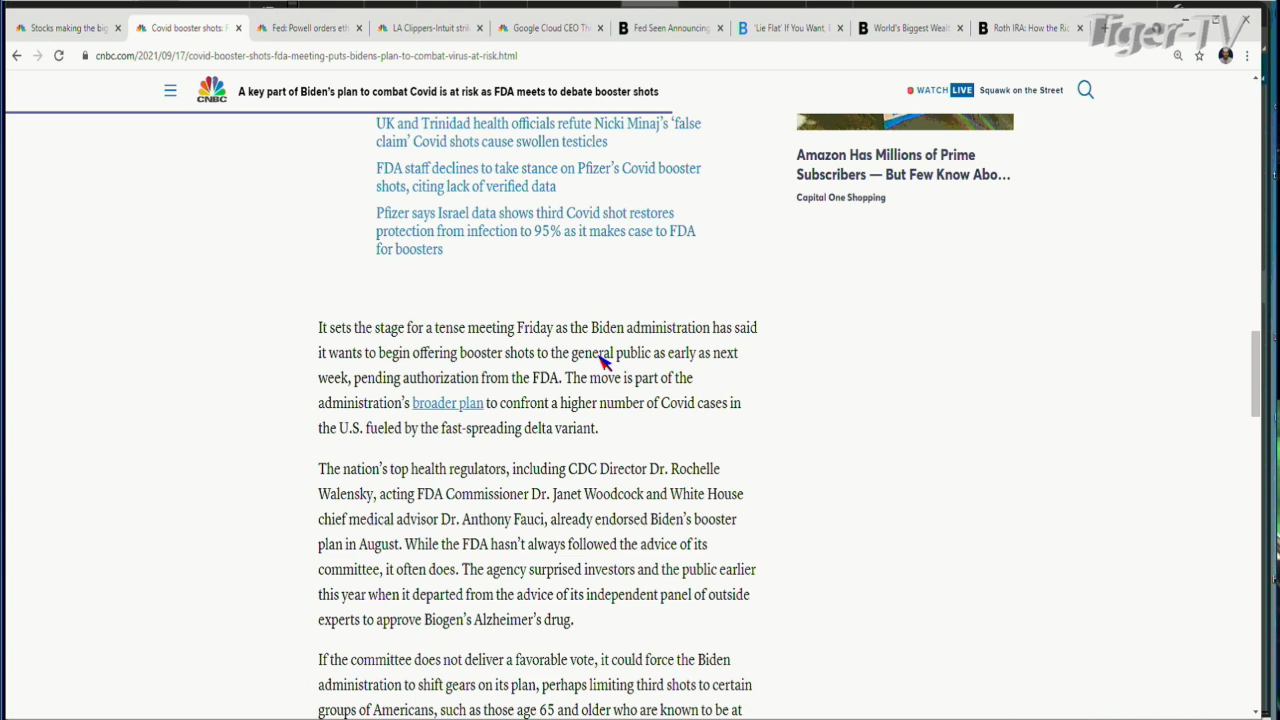 Stocks making the big
Covid booster shots: F
Fed: Powell orders eth
LA Clippers-Intuit stri
Google Cloud CEO Th
Fed Seen Announcing
'Lie Flat' If You Want,
World's Biggest Wealt
Roth IRA: How the Ric
Tiger-TV
cnbc.com/2021/09/17/covid-booster-shots-fda-meeting-puts-bidens-plan-to-combat-virus-at-risk.html
CNBC
A key part of Biden's plan to combat Covid is at risk as FDA meets to debate booster shots
WATCH LIVE
Squawk on the Street
UK and Trinidad health officials refute Nicki Minaj's ‘false
claim’ Covid shots cause swollen testicles
FDA staff declines to take stance on Pfizer’s Covid booster
shots, citing lack of verified data
Pfizer says Israel data shows third Covid shot restores
protection from infection to 95% as it makes case to FDA
for boosters
Amazon Has Millions of Prime
Subscribers — But Few Know Abo...
Capital One Shopping
It sets the stage for a tense meeting Friday as the Biden administration has said
it wants to begin offering booster shots to the general public as early as next
week, pending authorization from the FDA. The move is part of the
administration’s broader plan to confront a higher number of Covid cases in
the U.S. fueled by the fast-spreading delta variant.
The nation’s top health regulators, including CDC Director Dr. Rochelle
Walensky, acting FDA Commissioner Dr. Janet Woodcock and White House
chief medical advisor Dr. Anthony Fauci, already endorsed Biden’s booster
plan in August. While the FDA hasn’t always followed the advice of its
committee, it often does. The agency surprised investors and the public earlier
this year when it departed from the advice of its independent panel of outside
experts to approve Biogen’s Alzheimer’s drug.
If the committee does not deliver a favorable vote, it could force the Biden
administration to shift gears on its plan, perhaps limiting third shots to certain
groups of Americans, such as those age 65 and older who are known to be at